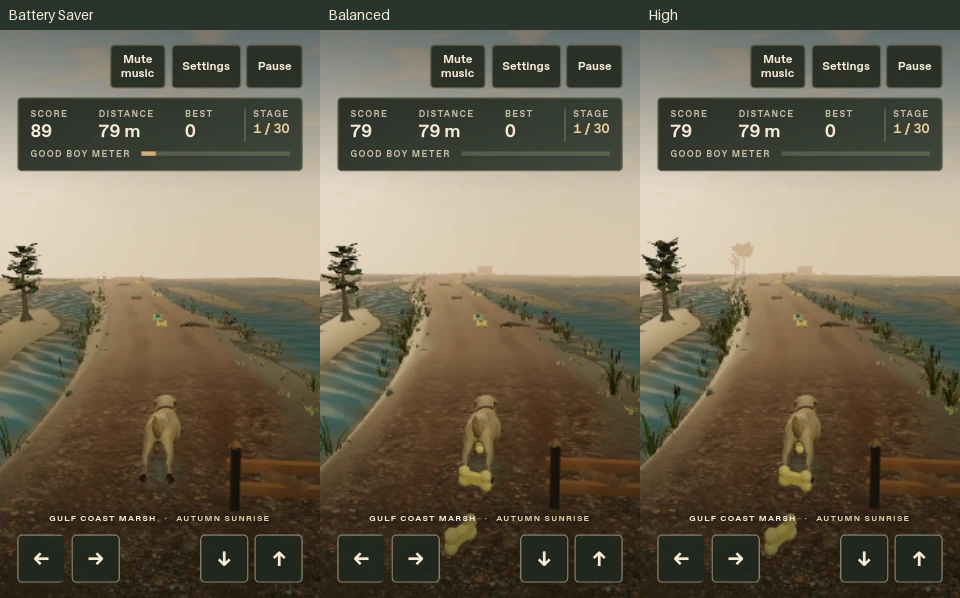 Battery Saver
Mute music
Settings
Pause
SCORE DISTANCE BEST STAGE
89 79 m 0 1 / 30
GOOD BOY METER
GULF COAST MARSH · AUTUMN SUNRISE
← → ↓ ↑
Balanced
Mute music
Settings
Pause
SCORE DISTANCE BEST STAGE
79 79 m 0 1 / 30
GOOD BOY METER
GULF COAST MARSH · AUTUMN SUNRISE
← → ↓ ↑
High
Mute music
Settings
Pause
SCORE DISTANCE BEST STAGE
79 79 m 0 1 / 30
GOOD BOY METER
GULF COAST MARSH · AUTUMN SUNRISE
← → ↓ ↑